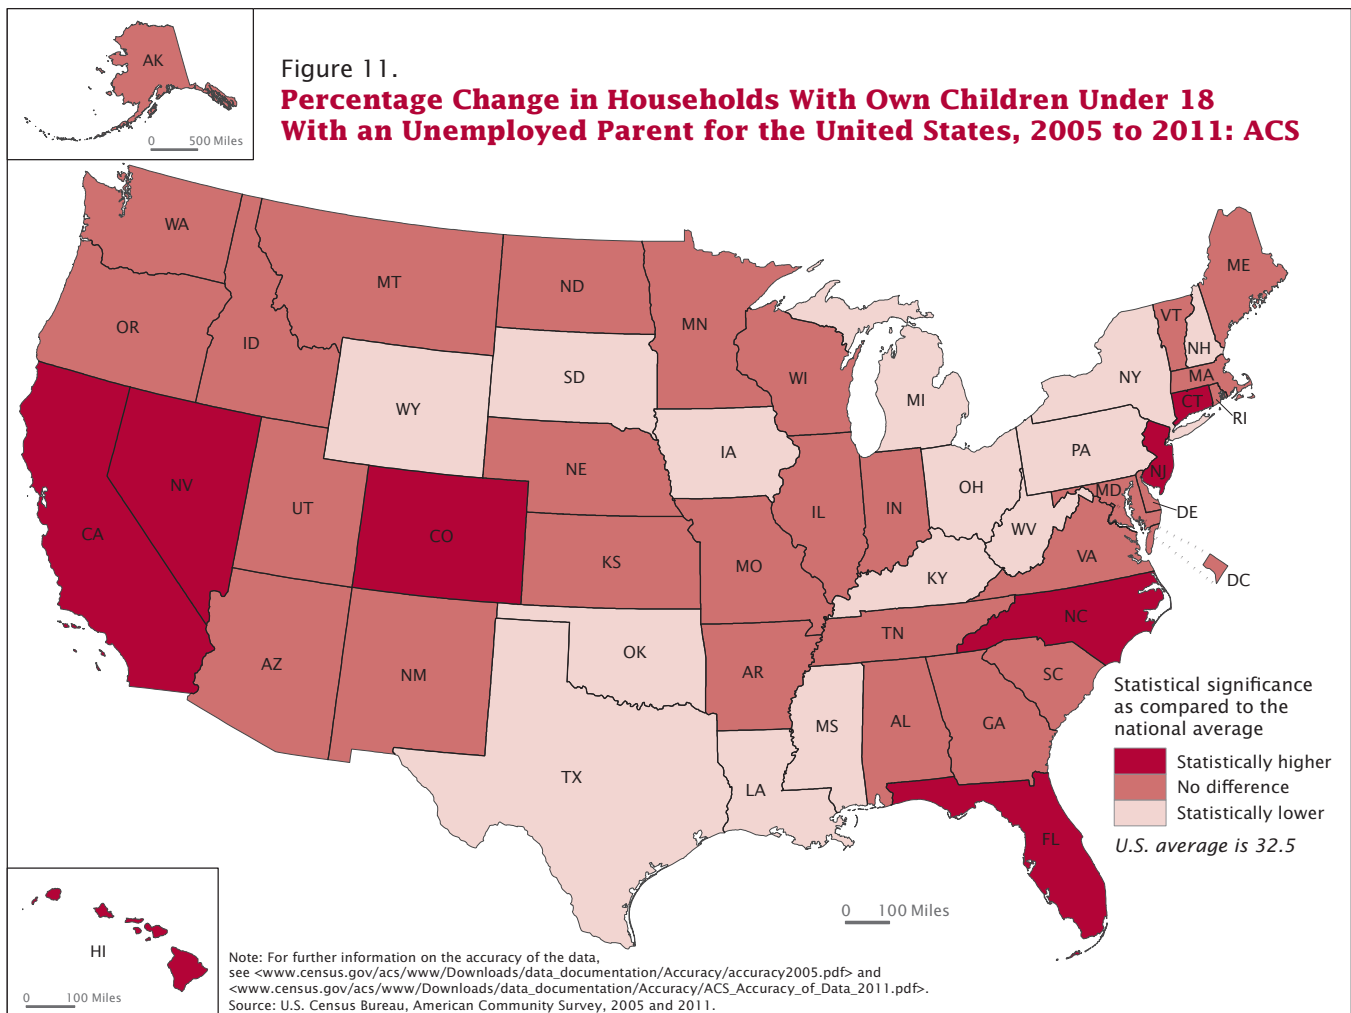 AK
0 500 Miles
Figure 11.
Percentage Change in Households With Own Children Under 18
With an Unemployed Parent for the United States, 2005 to 2011: ACS
WA
OR
ID
MT
ND
MN
WI
MI
ME
VT
NH
NY
MA
CT
RI
WY
SD
IA
NE
PA
NJ
NV
UT
CA
CO
KS
MO
IL
IN
OH
WV
MD
DE
VA
DC
KY
NC
TN
AZ
NM
OK
AR
SC
MS
AL
GA
TX
LA
FL
Statistical significance
as compared to the
national average
Statistically higher
No difference
Statistically lower
U.S. average is 32.5
0 100 Miles
HI
0 100 Miles
Note: For further information on the accuracy of the data,
see <www.census.gov/acs/www/Downloads/data_documentation/Accuracy/accuracy2005.pdf> and
<www.census.gov/acs/www/Downloads/data_documentation/Accuracy/ACS_Accuracy_of_Data_2011.pdf>.
Source: U.S. Census Bureau, American Community Survey, 2005 and 2011.